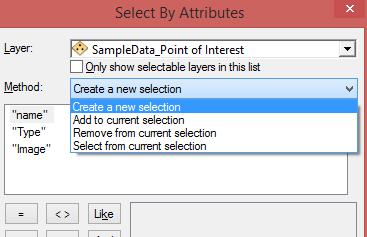 Select By Attributes
Layer: SampleData_Point of Interest
Only show selectable layers in this list
Method: Create a new selection
Create a new selection
Add to current selection
Remove from current selection
Select from current selection
"name"
"Type"
"Image"
= < > Like